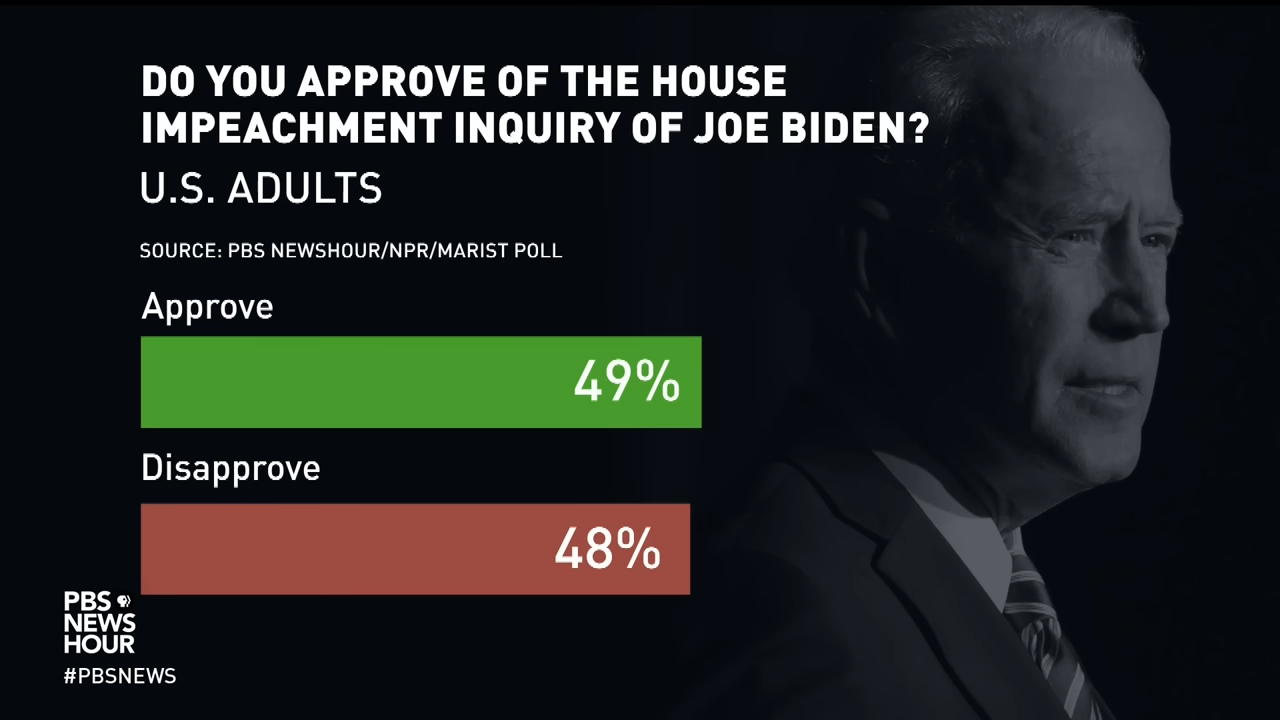 DO YOU APPROVE OF THE HOUSE
IMPEACHMENT INQUIRY OF JOE BIDEN?
U.S. ADULTS
SOURCE: PBS NEWSHOUR/NPR/MARIST POLL
Approve
49%
Disapprove
48%
PBS
NEWS
HOUR
#PBSNEWS